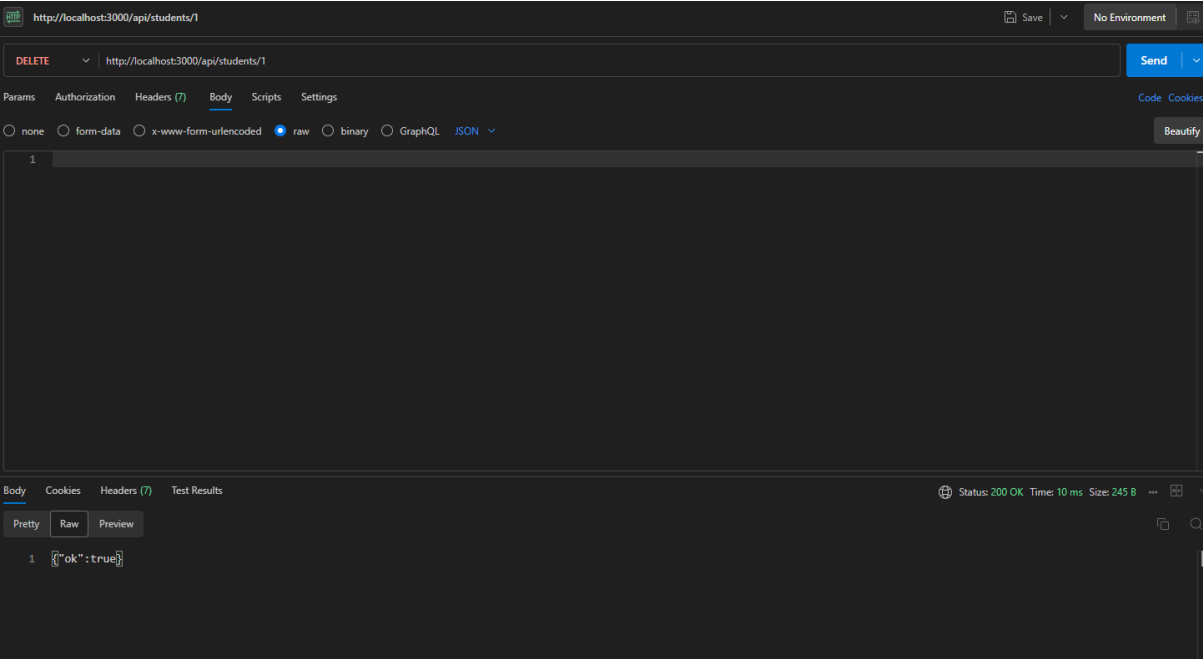 HTTP http://localhost:3000/api/students/1 Save No Environment
DELETE http://localhost:3000/api/students/1 Send
Params Authorization Headers (7) Body Scripts Settings Code Cookies
none form-data x-www-form-urlencoded raw binary GraphQL JSON Beautify
1
Body Cookies Headers (7) Test Results Status: 200 OK Time: 10 ms Size: 245 B
Pretty Raw Preview
1 {"ok":true}